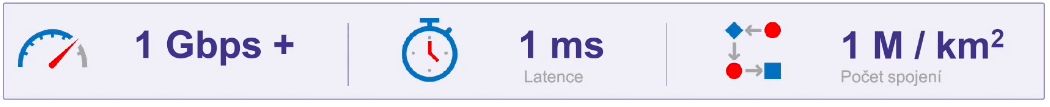 1 Gbps +
1 ms
Latence
1 M / km²
Počet spojení